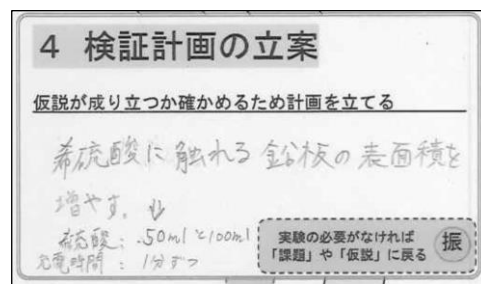 4 検証計画の立案
仮説が成り立つか確かめるため計画を立てる
希硫酸に触れる鉛板の表面積を
増やす。↓
硫酸:50mlと100ml
充電時間:1分ずつ
実験の必要がなければ
「課題」や「仮説」に戻る
振